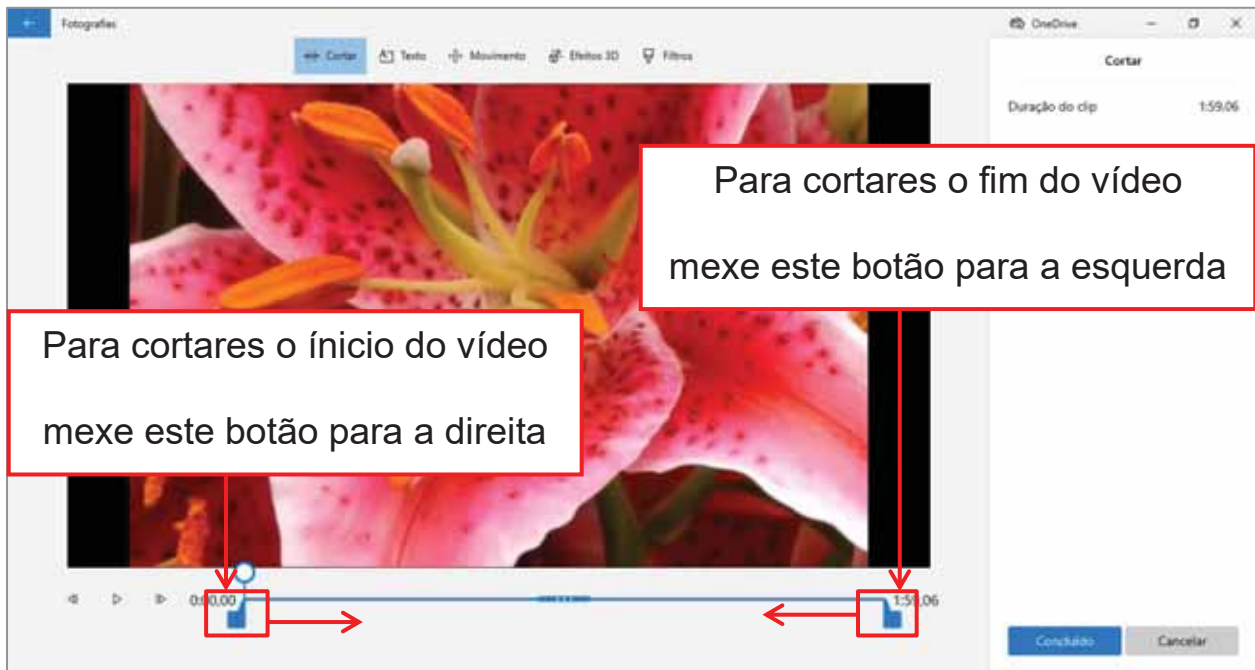 Fotografias
OneDrive
Cortar
Texto
Movimento
Efeitos 3D
Filtros
Cortar
Duração do clip 1:59,06
Para cortares o fim do vídeo
mexe este botão para a esquerda
Para cortares o ínicio do vídeo
mexe este botão para a direita
0:00,00
1:59,06
Concluído
Cancelar